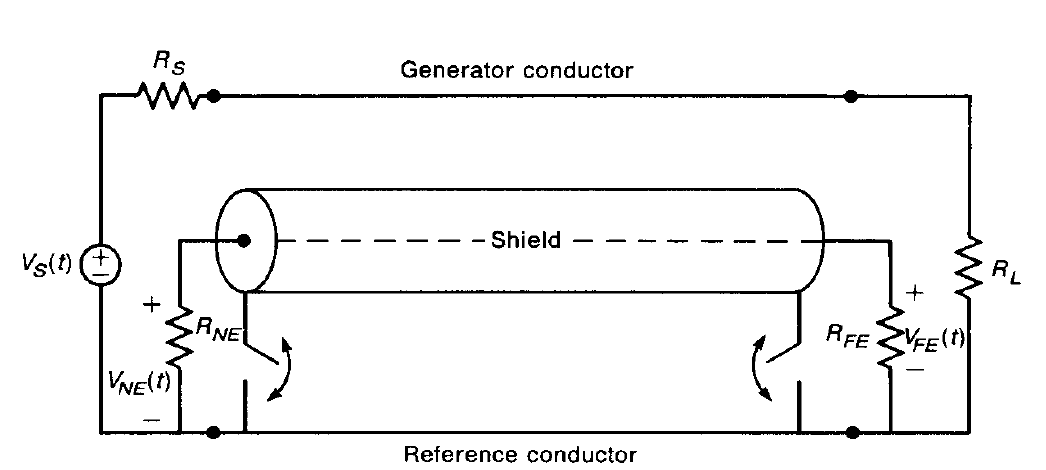 R_S
Generator conductor
Shield
V_S(t)
+
−
R_L
+
R_NE
V_NE(t)
−
R_FE
+
V_FE(t)
−
Reference conductor